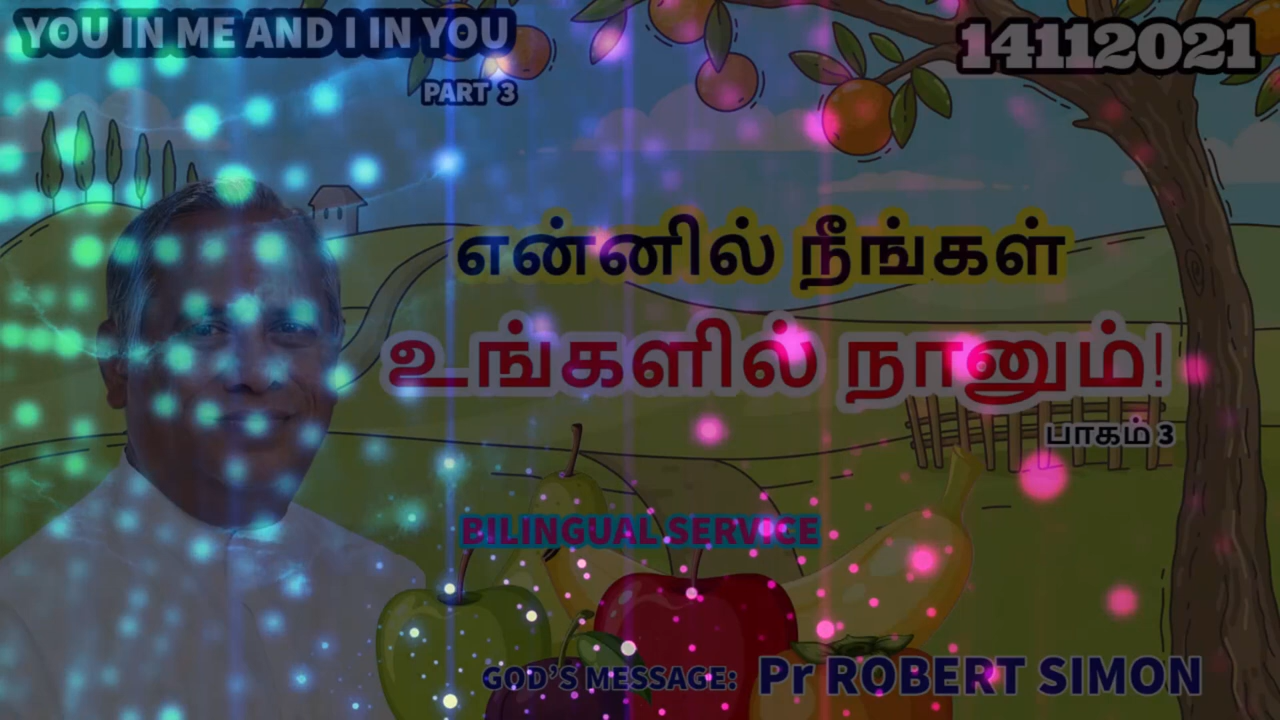 YOU IN ME AND I IN YOU
14112021
PART 3
என்னில் நீங்கள்
உங்களில் நானும்!
பாகம் 3
BILINGUAL SERVICE
GOD'S MESSAGE: Pr ROBERT SIMON